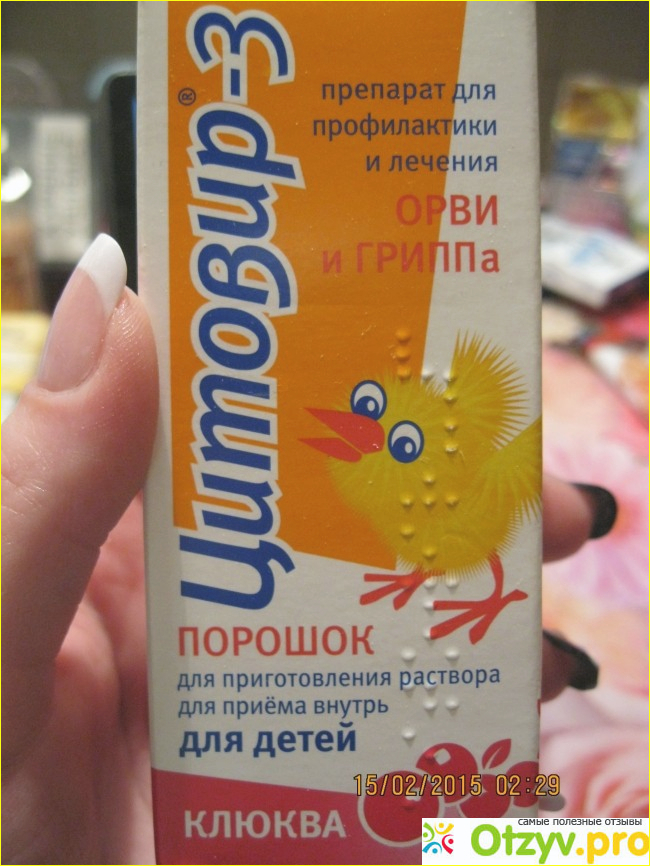 Цитовир-3®
препарат для
профилактики
и лечения
ОРВИ
и ГРИППа
ПОРОШОК
для приготовления раствора
для приёма внутрь
для детей
КЛЮКВА
15/02/2015 02:29
самые полезные отзывы
Otzyv.pro